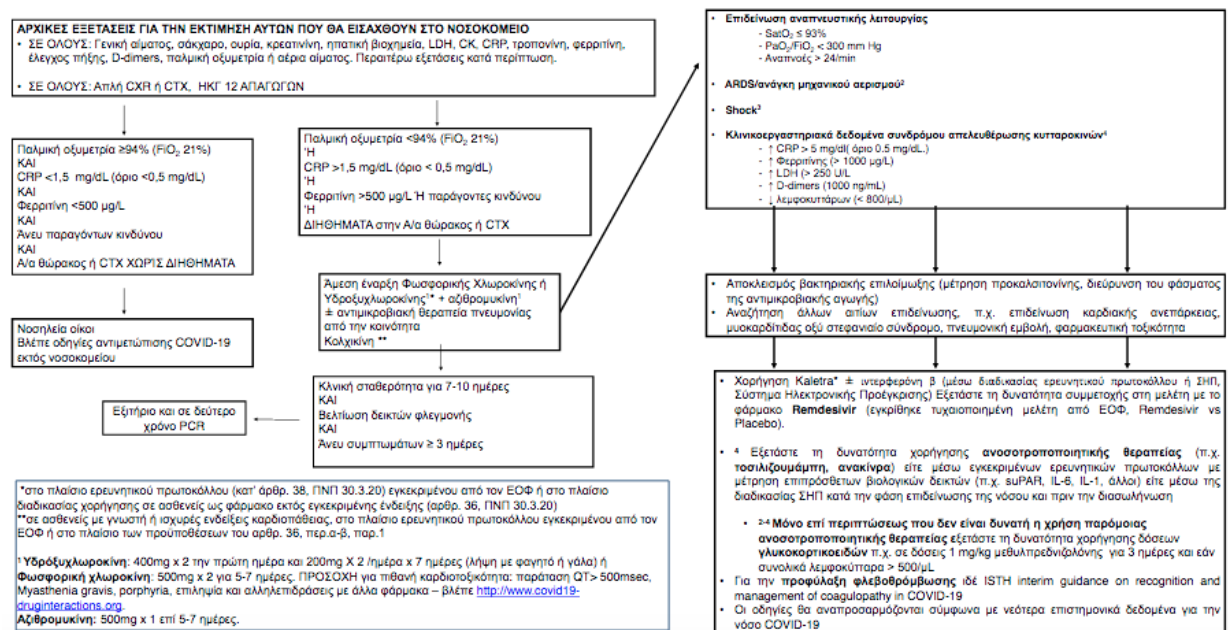 ΑΡΧΙΚΕΣ ΕΞΕΤΑΣΕΙΣ ΓΙΑ ΤΗΝ ΕΚΤΙΜΗΣΗ ΑΥΤΩΝ ΠΟΥ ΘΑ ΕΙΣΑΧΘΟΥΝ ΣΤΟ ΝΟΣΟΚΟΜΕΙΟ
• ΣΕ ΟΛΟΥΣ: Γενική αίματος, σάκχαρο, ουρία, κρεατινίνη, ηπατική βιοχημεία, LDH, CK, CRP, τροπονίνη, φερριτίνη,
έλεγχος πήξης, D-dimers, παλμική οξυμετρία ή αέρια αίματος. Περαιτέρω εξετάσεις κατά περίπτωση.
• ΣΕ ΟΛΟΥΣ: Απλή CXR ή CTX, ΗΚΓ 12 ΑΠΑΓΩΓΩΝ
Παλμική οξυμετρία ≥94% (FiO2 21%)
ΚΑΙ
CRP <1,5 mg/dL (όριο <0,5 mg/dL)
ΚΑΙ
Φερριτίνη <500 μg/L
ΚΑΙ
Άνευ παραγόντων κινδύνου
ΚΑΙ
Α/α θώρακος ή CTX ΧΩΡΊΣ ΔΙΗΘΗΜΑΤΑ
Νοσηλεία οίκοι
Βλέπε οδηγίες αντιμετώπισης COVID-19
εκτός νοσοκομείου
Παλμική οξυμετρία <94% (FiO2 21%)
Ή
CRP >1,5 mg/dL (όριο < 0,5 mg/dL)
Ή
Φερριτίνη >500 μg/L Ή παράγοντες κινδύνου
Ή
ΔΙΗΘΗΜΑΤΑ στην Α/α θώρακος ή CTX
Άμεση έναρξη Φωσφορικής Χλωροκίνης ή
Υδροξυχλωροκίνης1* + αζιθρομυκίνη1
± αντιμικροβιακή θεραπεία πνευμονίας
από την κοινότητα
Κολχικίνη **
Κλνική σταθερότητα για 7-10 ημέρες
ΚΑΙ
Βελτίωση δεικτών φλεγμονής
ΚΑΙ
Άνευ συμπτωμάτων ≥ 3 ημέρες
Εξιτήριο και σε δεύτερο
χρόνο PCR
*στο πλαίσιο ερευνητικού πρωτοκόλλου (κατ' άρθρ. 38, ΠΝΠ 30.3.20) εγκεκριμένου από τον ΕΟΦ ή στο πλαίσιο
διαδικασίας χορήγησης σε ασθενείς ως φάρμακο εκτός εγκεκριμένης ένδειξης (αρθρ. 36, ΠΝΠ 30.3.20)
**σε ασθενείς με γνωστή ή ισχυρές ενδείξεις καρδιοπάθειας, στο πλαίσιο ερευνητικού πρωτοκόλλου εγκεκριμένου από τον
ΕΟΦ ή στο πλαίσιο των προϋποθέσεων του αρθρ. 36, περ.α-β, παρ.1
1 Υδρόξυχλωροκίνη: 400mg x 2 την πρώτη ημέρα και 200mg X 2 /ημέρα x 7 ημέρες (λήψη με φαγητό ή γάλα) ή
Φωσφορική χλωροκίνη: 500mg x 2 για 5-7 ημέρες. ΠΡΟΣΟΧΗ για πιθανή καρδιοτοξικότητα: παράταση QT> 500msec,
Myasthenia gravis, porphyria, επιληψία και αλληλεπιδράσεις με άλλα φάρμακα – βλέπε http://www.covid19-
druginteractions.org.
Αζιθρομυκίνη: 500mg x 1 επί 5-7 ημέρες.
• Επιδείνωση αναπνευστικής λειτουργίας
- SatO2 ≤ 93%
- PaO2/FiO2 < 300 mm Hg
- Αναπνοές > 24/min
• ARDS/ανάγκη μηχανικού αερισμού2
• Shock3
• Κλινικοεργαστηριακά δεδομένα συνδρόμου απελευθέρωσης κυτταροκινών4
- ↑ CRP > 5 mg/dl( όριο 0.5 mg/dL.)
- ↑ Φερριτίνης (> 1000 μg/L)
- ↑ LDH (> 250 U/L
- ↑ D-dimers (1000 ng/mL)
- ↓ λεμφοκυττάρων (< 800/μL)
• Αποκλεισμός βακτηριακής επιλοίμωξης (μέτρηση προκαλσιτονίνης, διεύρυνση του φάσματος
της αντιμικροβιακής αγωγής)
• Αναζήτηση άλλων αιτίων επιδείνωσης, π.χ. επιδείνωση καρδιακής ανεπάρκειας,
μυοκαρδίτιδας οξύ στεφανιαίο σύνδρομο, πνευμονική εμβολή, φαρμακευτική τοξικότητα
• Χορήγηση Kaletra* ± ιντερφερόνη β (μέσω διαδικασίας ερευνητικού πρωτοκόλλου ή ΣΗΠ,
Σύστημα Ηλεκτρονικής Προέγκρισης) Εξετάστε τη δυνατότητα συμμετοχής στη μελέτη με το
φάρμακο Remdesivir (εγκρίθηκε τυχαιοποιημένη μελέτη από ΕΟΦ, Remdesivir vs
Placebo).
• 4 Εξετάστε τη δυνατότητα χορήγησης ανοσοτροποποιητικής θεραπείας (π.χ.
τοσιλιζουμάμπη, ανακίνρα) είτε μέσω εγκεκριμένων ερευνητικών πρωτοκόλλων με
μέτρηση επιπρόσθετων βιολογικών δεικτών (π.χ. suPAR, IL-6, IL-1, άλλοι) είτε μέσω της
διαδικασίας ΣΗΠ κατά την φάση επιδείνωσης της νόσου και πριν την διασωλήνωση
• 2-4 Μόνο επί περιπτώσεως που δεν είναι δυνατή η χρήση παρόμοιας
ανοσοτροποποιητικής θεραπείας εξετάστε τη δυνατότητα χορήγησης δόσεων
γλυκοκορτικοειδών π.χ. σε δόσεις 1 mg/kg μεθυλπρεδνιζολόνης για 3 ημέρες και εάν
συνολικά λεμφοκύτταρα > 500/μL
• Για την προφύλαξη φλεβοθρόμβωσης ιδέ ISTH interim guidance on recognition and
management of coagulopathy in COVID-19
• Οι οδηγίες θα αναπροσαρμόζονται σύμφωνα με νεότερα επιστημονικά δεδομένα για την
νόσο COVID-19